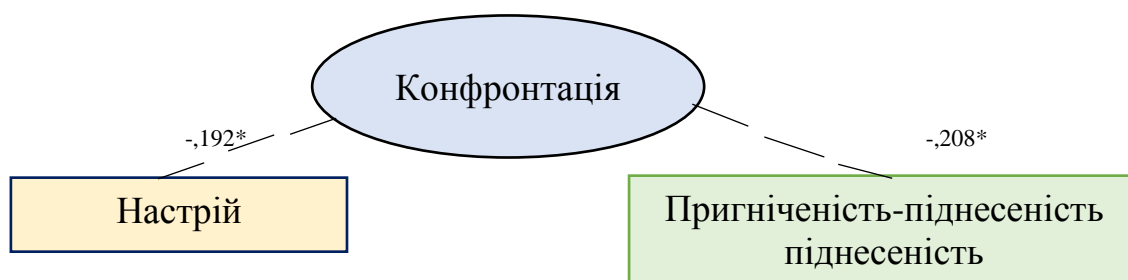 Конфронтація
-,192*
-,208*
Настрій
Пригніченість-піднесеність
піднесеність